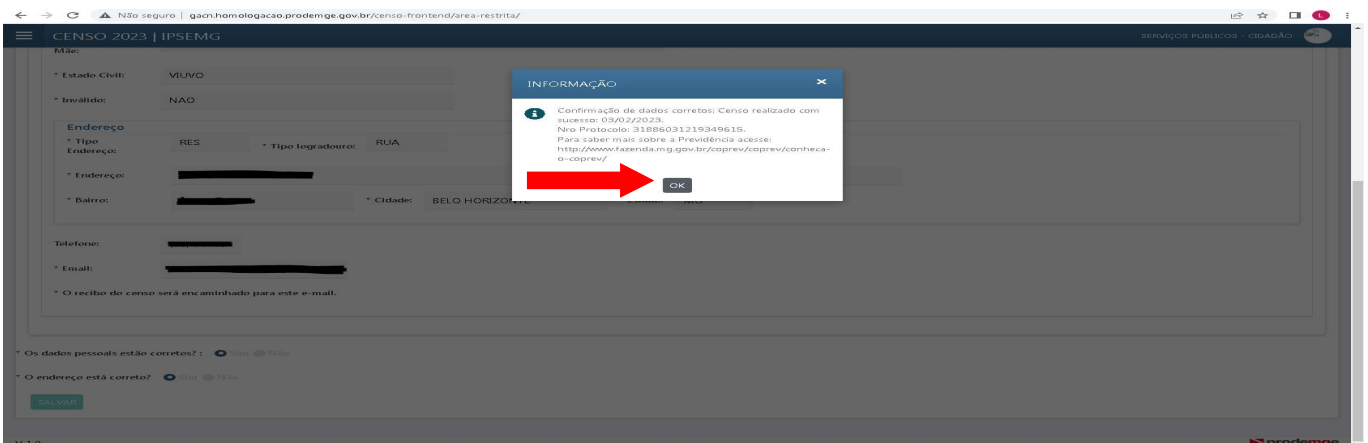 Não seguro | gacn.homologacao.prodemge.gov.br/censo-frontend/area-restrita/
CENSO 2023 | IPSEMG
SERVIÇOS PÚBLICOS - CIDADÃO
Mãe:
* Estado Civil: VIUVO
* Inválido: NAO
INFORMAÇÃO ×
Confirmação de dados corretos; Censo realizado com
sucesso: 03/02/2023.
Nro Protocolo: 31886031219349615.
Para saber mais sobre a Previdência acesse:
http://www.fazenda.mg.gov.br/coprev/coprev/conheca-
o-coprev/
OK
Endereço
* Tipo
Endereço: RES * Tipo logradouro: RUA
* Endereço:
* Bairro: * Cidade: BELO HORIZONTE
Telefone:
* Email:
* O recibo do censo será encaminhado para este e-mail.
* Os dados pessoais estão corretos? : Sim Não
* O endereço está correto? Sim Não
SALVAR
prodemge